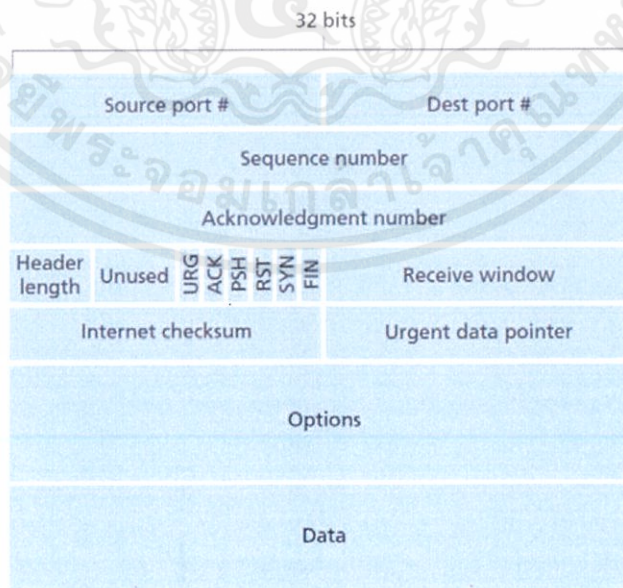 32 bits
Source port # Dest port #
Sequence number
Acknowledgment number
Header length Unused URG ACK PSH RST SYN FIN Receive window
Internet checksum Urgent data pointer
Options
Data